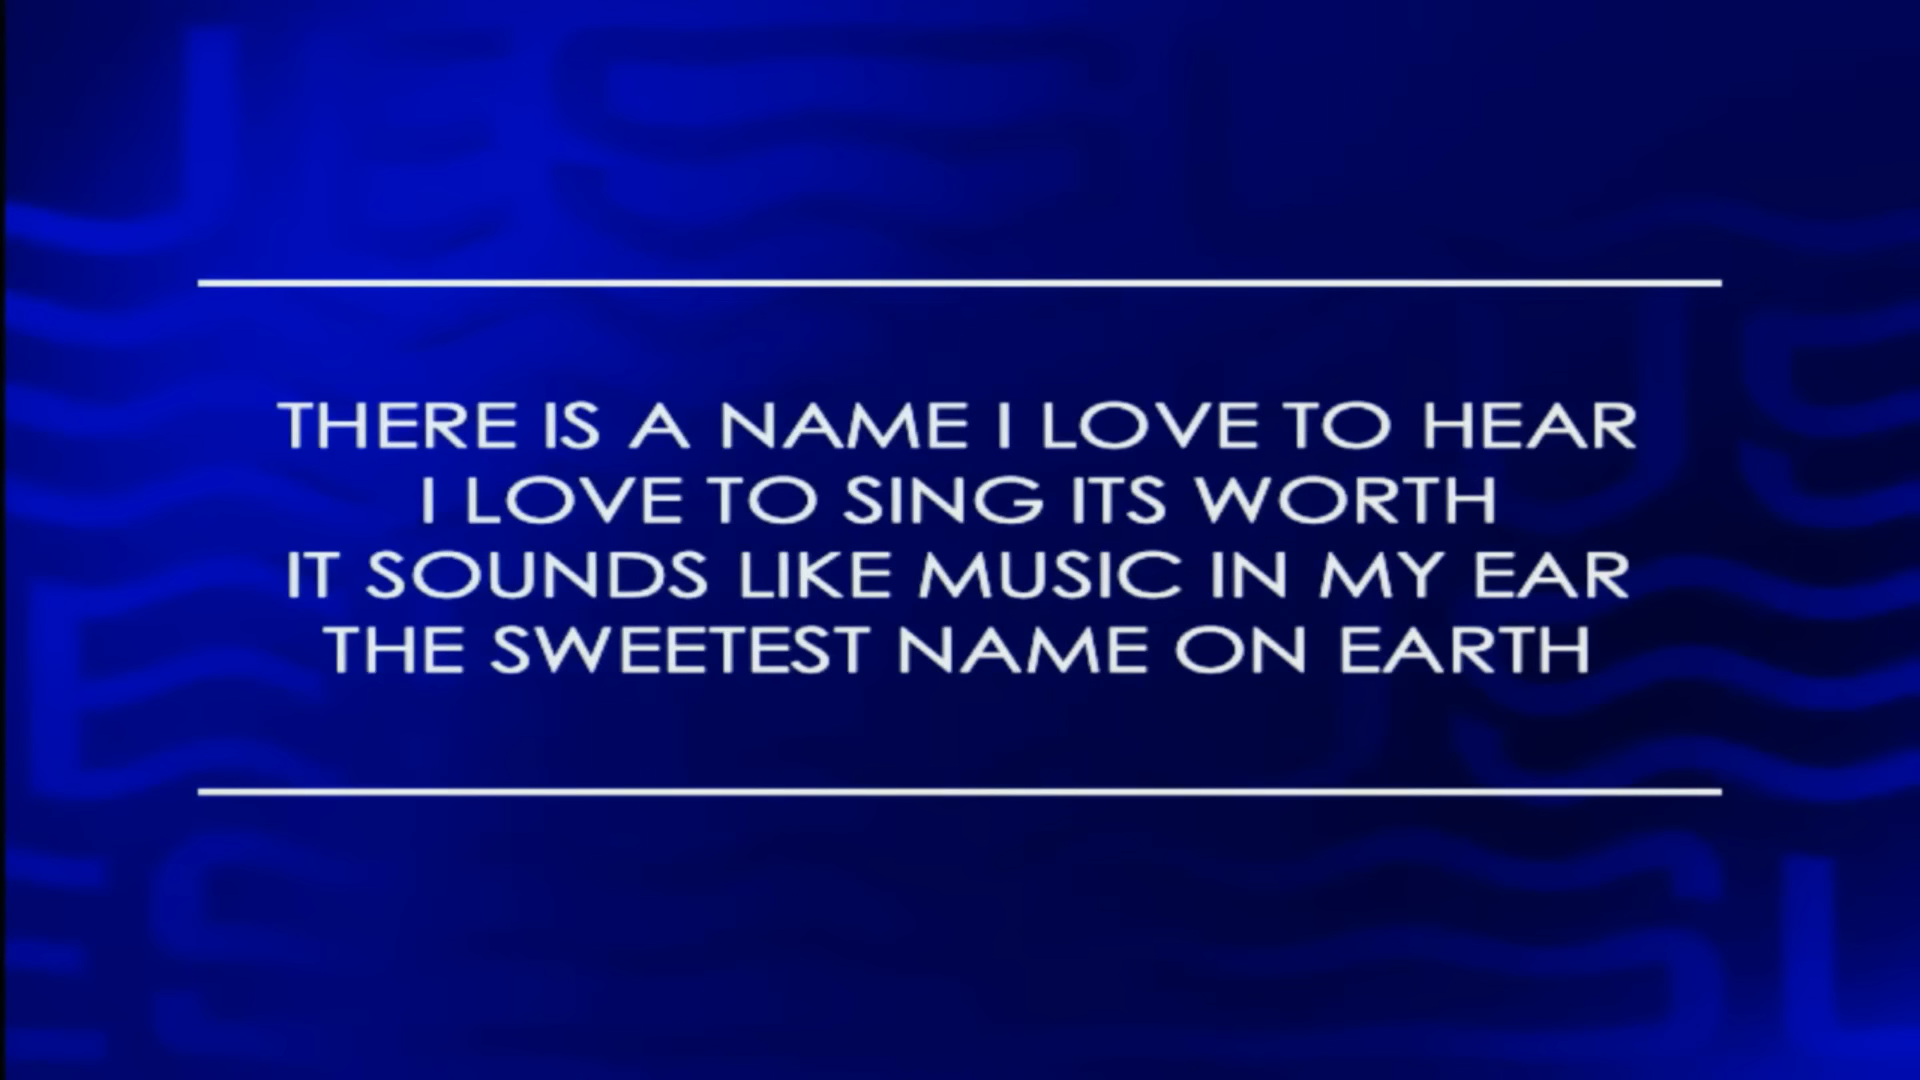 THERE IS A NAME I LOVE TO HEAR
I LOVE TO SING ITS WORTH
IT SOUNDS LIKE MUSIC IN MY EAR
THE SWEETEST NAME ON EARTH